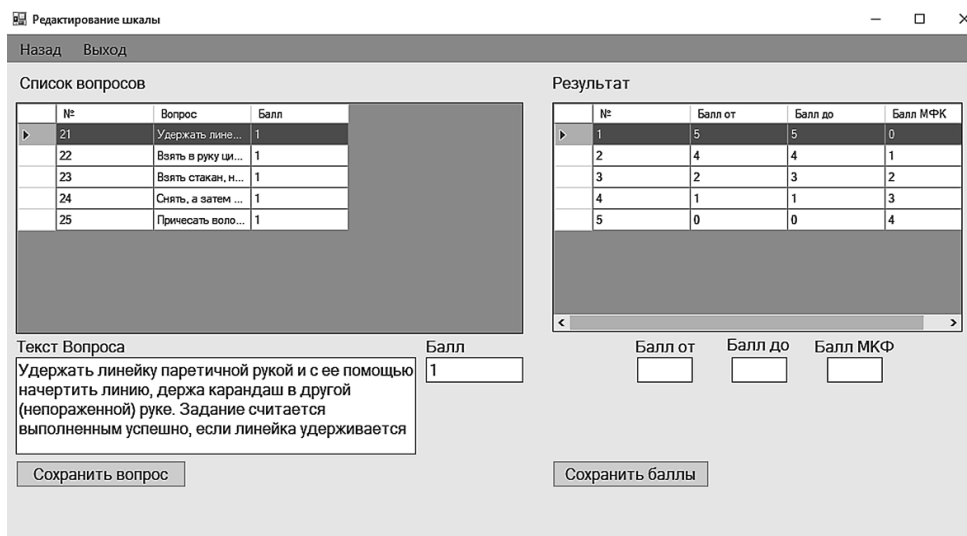 Редактирование шкалы
Назад Выход
Список вопросов
Результат
№ Вопрос Балл
21 Удержать лине... 1
22 Взять в руку ци... 1
23 Взять стакан, н... 1
24 Снять, а затем ... 1
25 Причесать воло... 1
№ Балл от Балл до Балл МФК
1 5 5 0
2 4 4 1
3 2 3 2
4 1 1 3
5 0 0 4
Текст Вопроса
Балл
Удержать линейку паретичной рукой и с ее помощью
начертить линию, держа карандаш в другой
(непораженной) руке. Задание считается
выполненным успешно, если линейка удерживается
1
Сохранить вопрос
Балл от Балл до Балл МКФ
Сохранить баллы